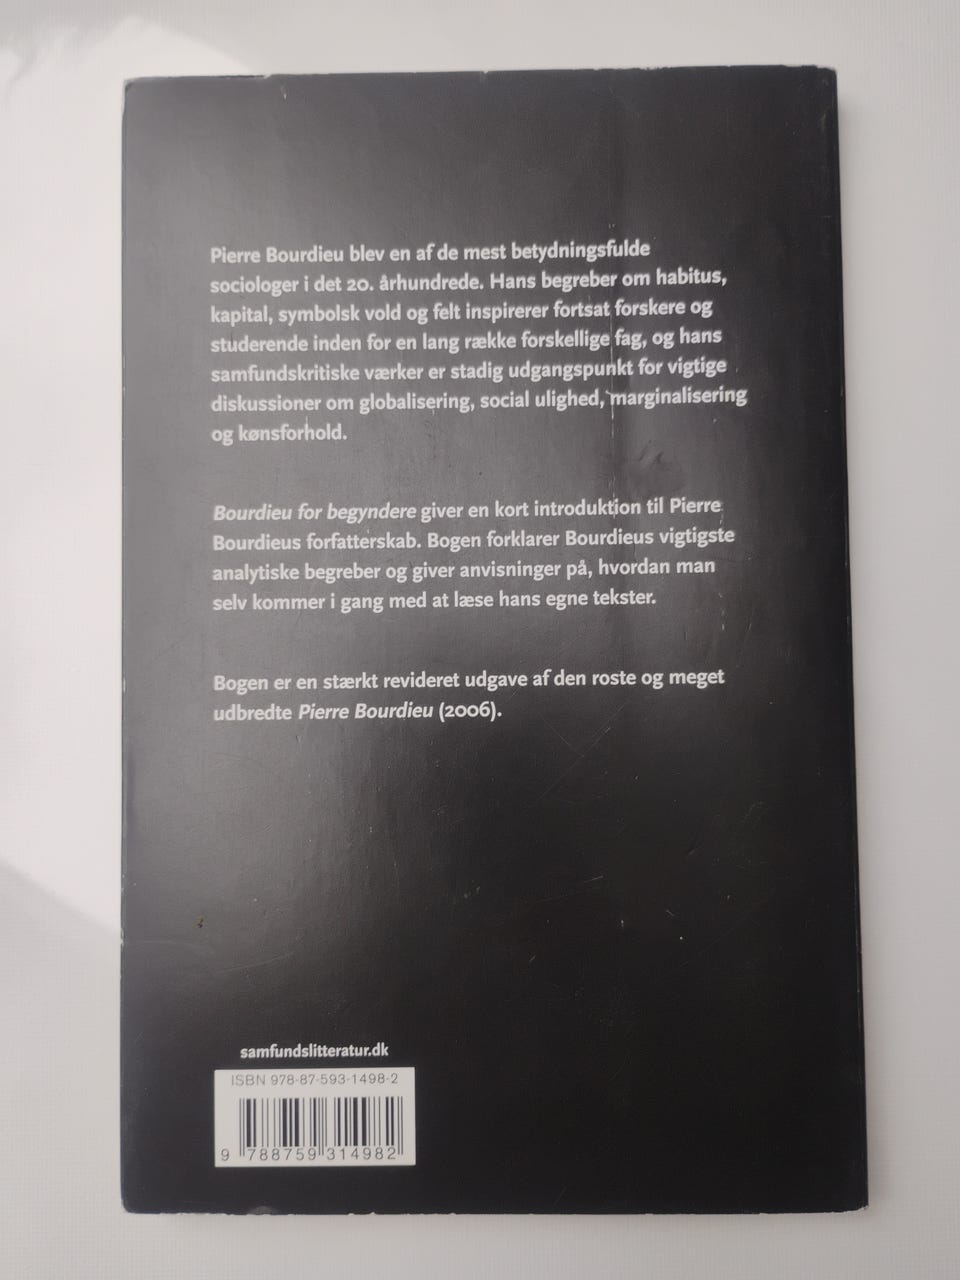 Pierre Bourdieu blev en af de mest betydningsfulde
sociologer i det 20. århundrede. Hans begreber om habitus,
kapital, symbolsk vold og felt inspirerer fortsat forskere og
studerende inden for en lang række forskellige fag, og hans
samfundskritiske værker er stadig udgangspunkt for vigtige
diskussioner om globalisering, social ulighed, marginalisering
og kønsforhold.
Bourdieu for begyndere giver en kort introduktion til Pierre
Bourdieus forfatterskab. Bogen forklarer Bourdieus vigtigste
analytiske begreber og giver anvisninger på, hvordan man
selv kommer i gang med at læse hans egne tekster.
Bogen er en stærkt revideret udgave af den roste og meget
udbredte Pierre Bourdieu (2006).
samfundslitteratur.dk
ISBN 978-87-593-1498-2
9 788759 314982